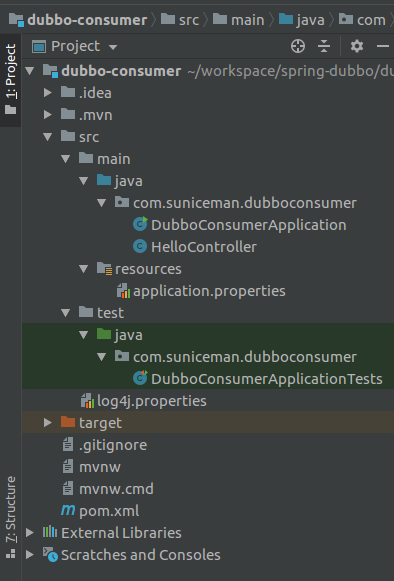 dubbo-consumer src main java com
1: Project
Project
dubbo-consumer ~/workspace/spring-dubbo/du
.idea
.mvn
src
main
java
com.suniceman.dubboconsumer
DubboConsumerApplication
HelloController
resources
application.properties
test
java
com.suniceman.dubboconsumer
DubboConsumerApplicationTests
log4j.properties
target
.gitignore
mvnw
mvnw.cmd
pom.xml
7: Structure
External Libraries
Scratches and Consoles